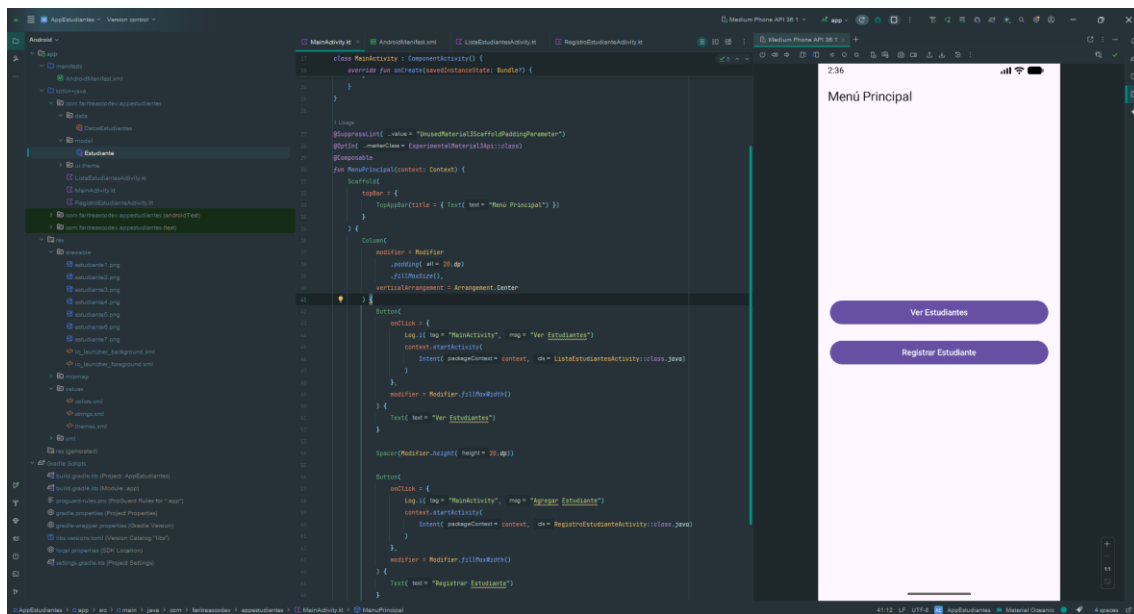 AppEstudiantes
Version control
Medium Phone API 36.1
app
Android
MainActivity.kt
AndroidManifest.xml
ListaEstudiantesActivity.kt
RegistroEstudianteActivity.kt
Medium Phone API 36.1
app
manifests
AndroidManifest.xml
kotlin+java
com.fantreascodev.appestudiantes
data
DatosEstudiantes
model
Estudiante
ui.theme
ListaEstudiantesActivity.kt
MainActivity.kt
RegistroEstudianteActivity.kt
com.fantreascodev.appestudiantes (androidTest)
com.fantreascodev.appestudiantes (test)
res
drawable
estudiante1.png
estudiante2.png
estudiante3.png
estudiante4.png
estudiante5.png
estudiante6.png
estudiante7.png
ic_launcher_background.xml
ic_launcher_foreground.xml
mipmap
values
colors.xml
strings.xml
themes.xml
xml
res (generated)
Gradle Scripts
build.gradle.kts (Project: AppEstudiantes)
build.gradle.kts (Module :app)
proguard-rules.pro (ProGuard Rules for ":app")
gradle.properties (Project Properties)
gradle-wrapper.properties (Gradle Version)
libs.versions.toml (Version Catalog "libs")
local.properties (SDK Location)
settings.gradle.kts (Project Settings)
class MainActivity : ComponentActivity() {
override fun onCreate(savedInstanceState: Bundle?) {
}
}
1 Usage
@SuppressLint( ...value = "UnusedMaterial3ScaffoldPaddingParameter")
@OptIn( ...markerClass = ExperimentalMaterial3Api::class)
@Composable
fun MenuPrincipal(context: Context) {
Scaffold(
topBar = {
TopAppBar(title = { Text( text = "Menú Principal") })
}
) {
Column(
modifier = Modifier
.padding( all = 20.dp)
.fillMaxSize(),
verticalArrangement = Arrangement.Center
) {
Button(
onClick = {
Log.i( tag = "MainActivity", msg = "Ver Estudiantes")
context.startActivity(
Intent( packageContext = context, cls = ListaEstudiantesActivity::class.java)
)
},
modifier = Modifier.fillMaxWidth()
) {
Text( text = "Ver Estudiantes")
}
Spacer(Modifier.height( height = 20.dp))
Button(
onClick = {
Log.i( tag = "MainActivity", msg = "Agregar Estudiante")
context.startActivity(
Intent( packageContext = context, cls = RegistroEstudianteActivity::class.java)
)
},
modifier = Modifier.fillMaxWidth()
) {
Text( text = "Registrar Estudiante")
}
2:36
Menú Principal
Ver Estudiantes
Registrar Estudiante
1:1
AppEstudiantes > app > src > main > java > com > fantreascodev > appestudiantes > MainActivity.kt > MenuPrincipal
41:12 LF UTF-8 AppEstudiantes Material Oceanic 4 spaces